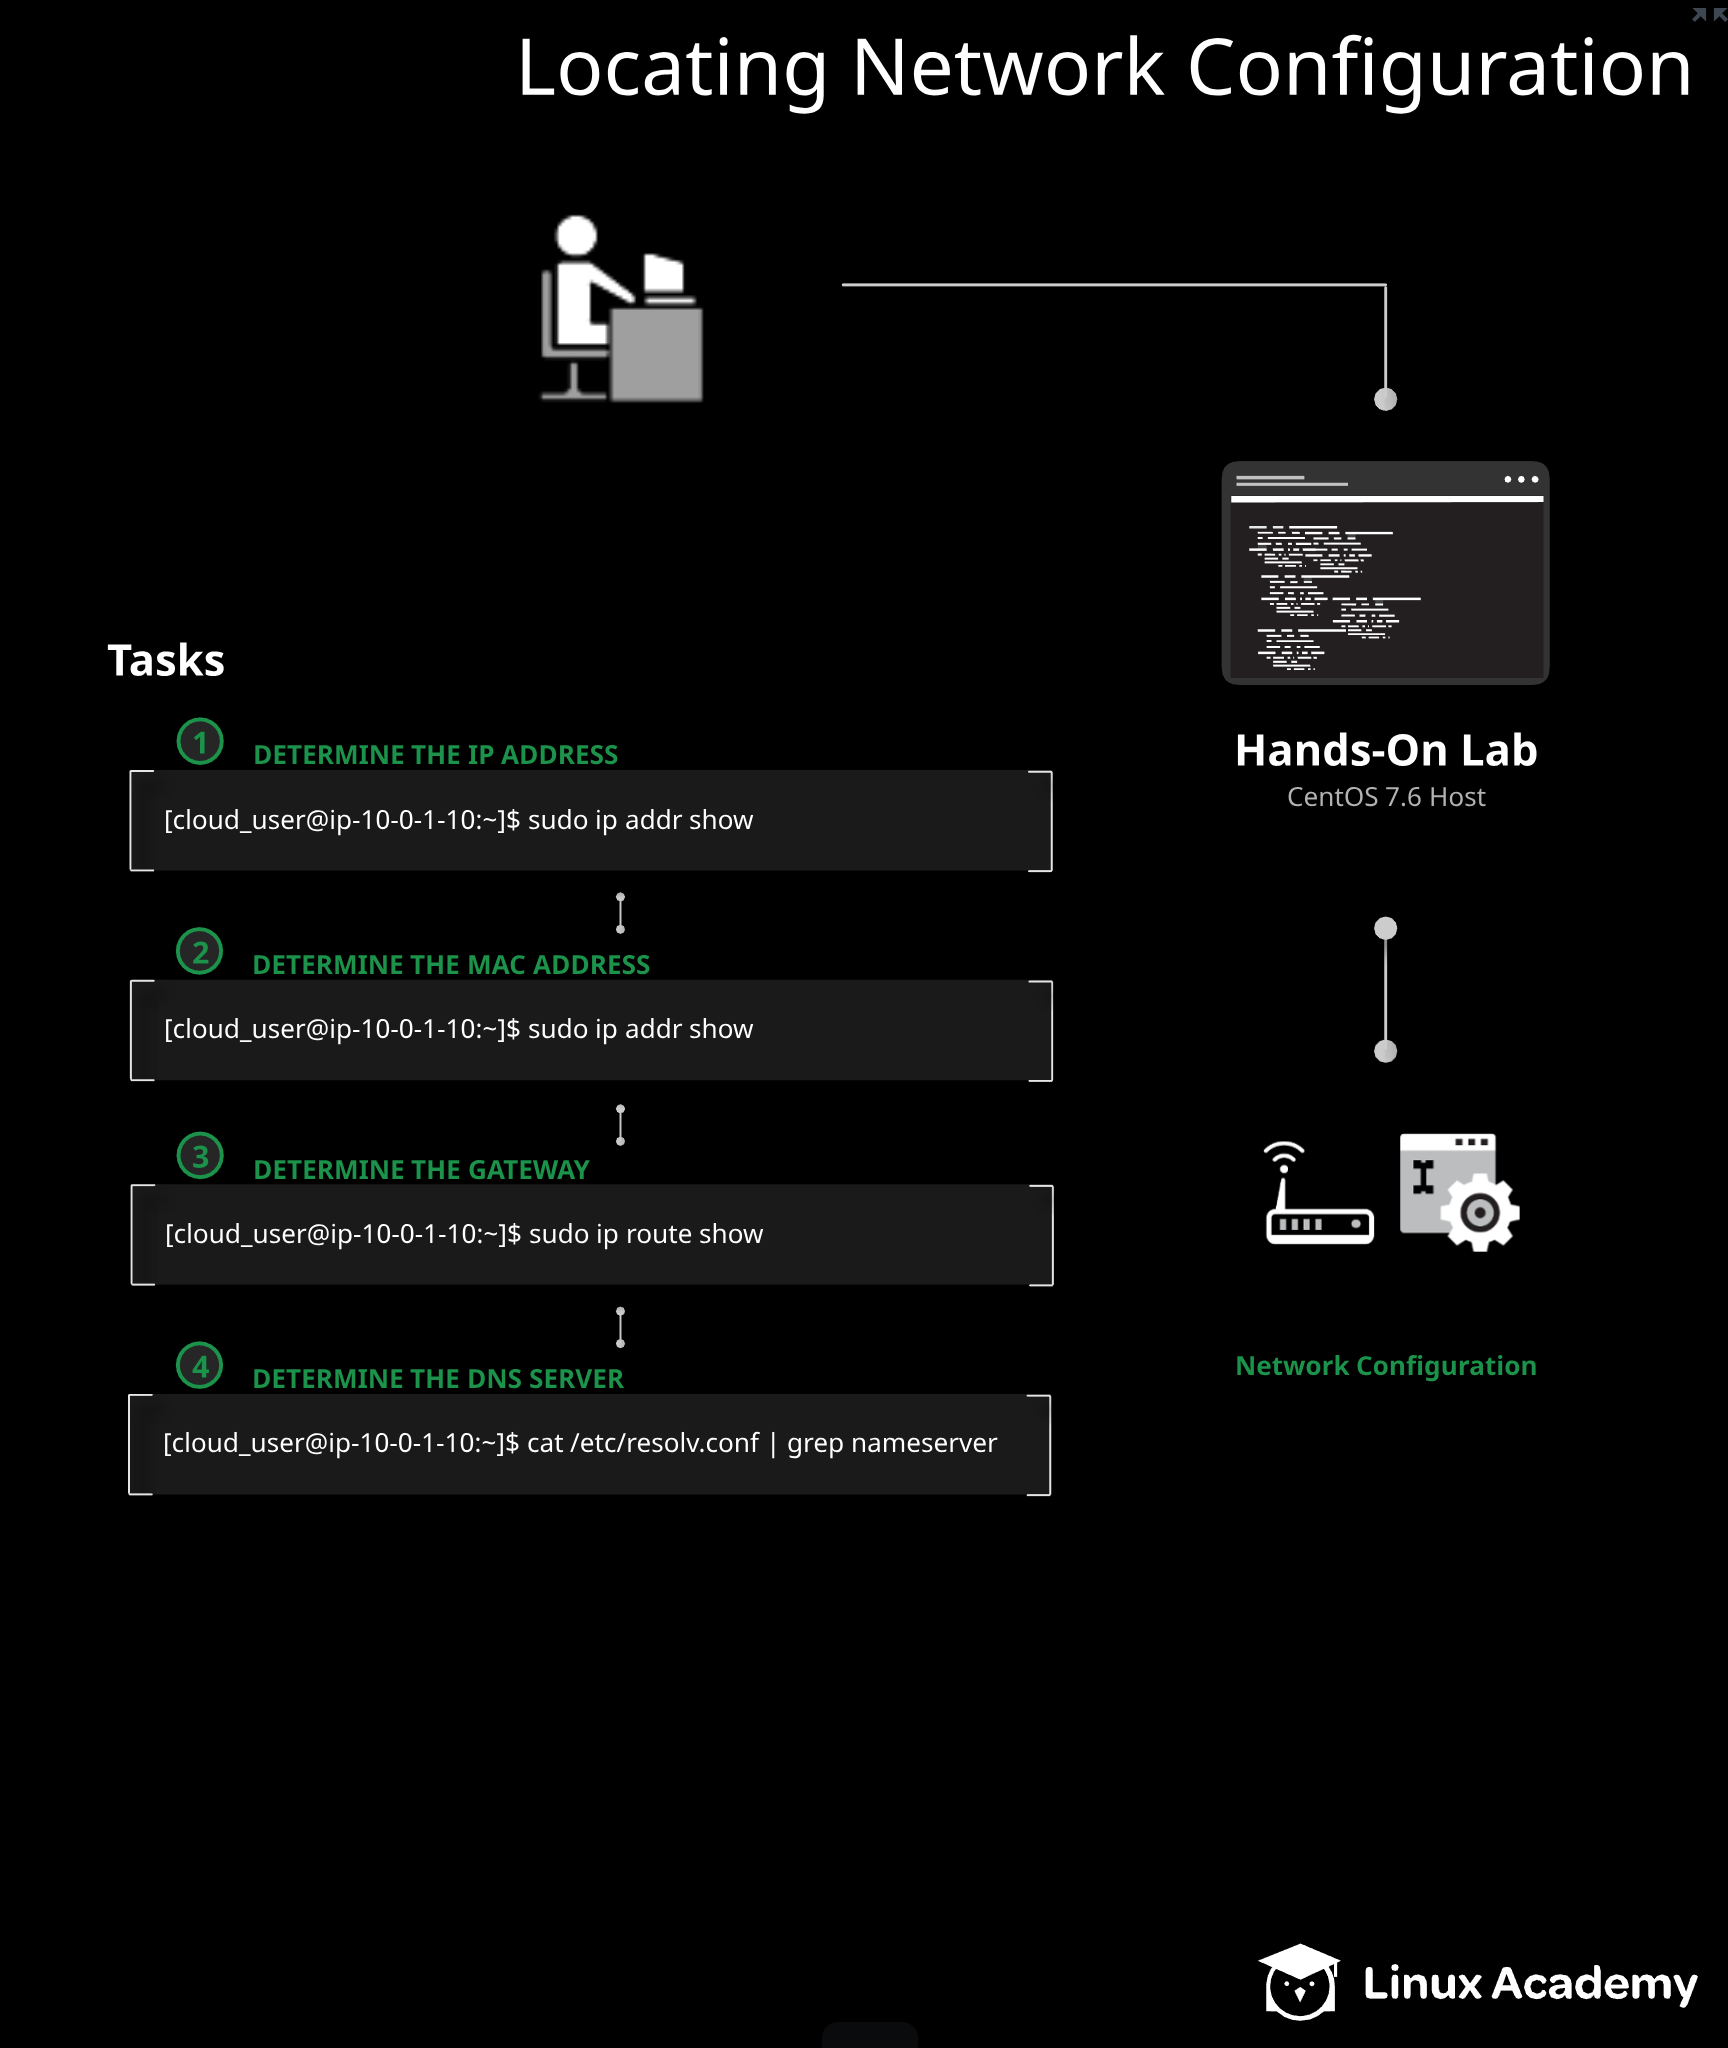 Locating Network Configuration
Tasks
1
DETERMINE THE IP ADDRESS
[cloud_user@ip-10-0-1-10:~]$ sudo ip addr show
2
DETERMINE THE MAC ADDRESS
[cloud_user@ip-10-0-1-10:~]$ sudo ip addr show
3
DETERMINE THE GATEWAY
[cloud_user@ip-10-0-1-10:~]$ sudo ip route show
4
DETERMINE THE DNS SERVER
[cloud_user@ip-10-0-1-10:~]$ cat /etc/resolv.conf | grep nameserver
Hands-On Lab
CentOS 7.6 Host
Network Configuration
Linux Academy